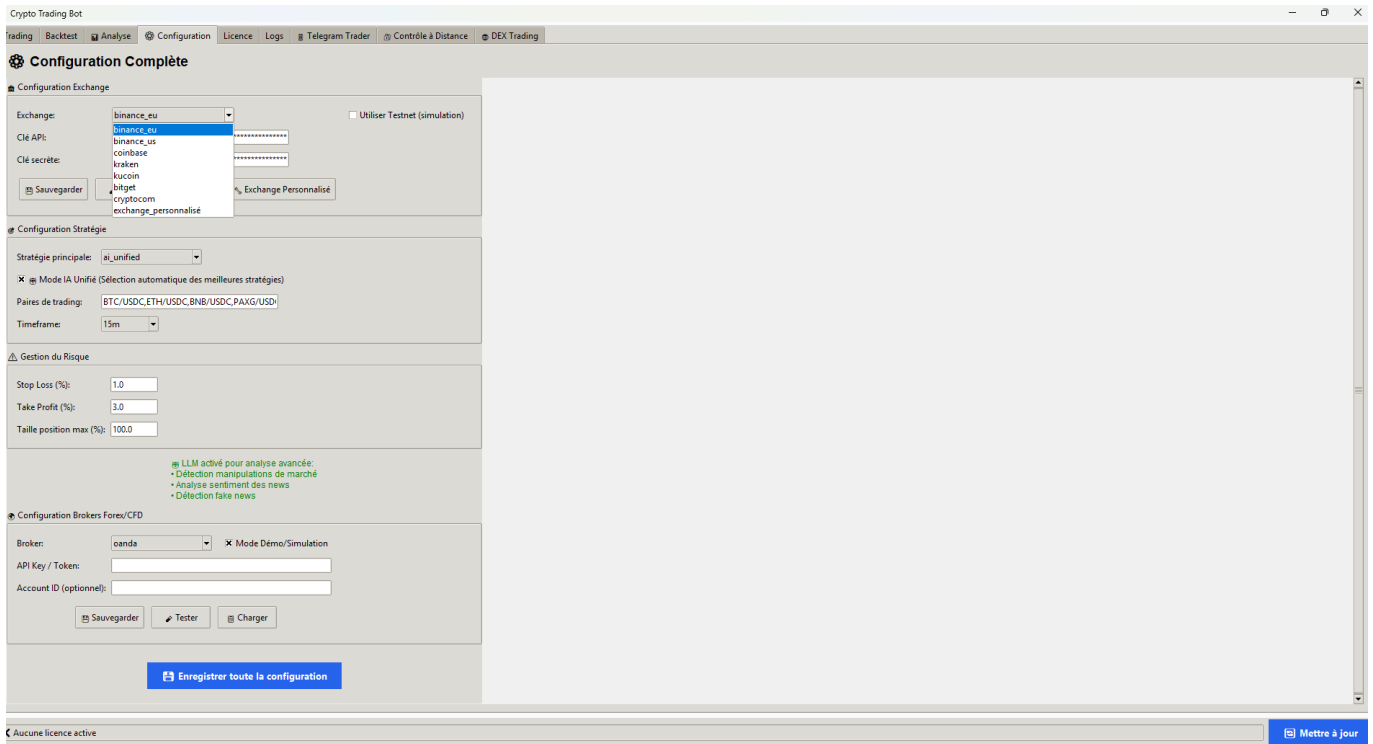 Crypto Trading Bot
rading Backtest Analyse Configuration Licence Logs Telegram Trader Contrôle à Distance DEX Trading
Configuration Complète
Configuration Exchange
Exchange: binance_eu Utiliser Testnet (simulation)
binance_eu
Clé API: ***************
binance_us
coinbase
Clé secrète: ***************
kraken
kucoin
Sauvegarder Exchange Personnalisé
bitget
cryptocom
exchange_personnalisé
Configuration Stratégie
Stratégie principale: ai_unified
Mode IA Unifié (Sélection automatique des meilleures stratégies)
Paires de trading: BTC/USDC,ETH/USDC,BNB/USDC,PAXG/USD
Timeframe: 15m
Gestion du Risque
Stop Loss (%): 1.0
Take Profit (%): 3.0
Taille position max (%): 100.0
LLM activé pour analyse avancée:
• Détection manipulations de marché
• Analyse sentiment des news
• Détection fake news
Configuration Brokers Forex/CFD
Broker: oanda Mode Démo/Simulation
API Key / Token:
Account ID (optionnel):
Sauvegarder Tester Charger
Enregistrer toute la configuration
Aucune licence active Mettre à jour